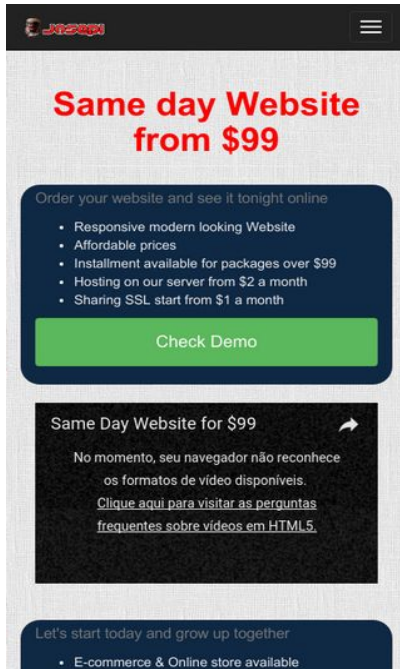 Same day Website
from $99
Order your website and see it tonight online
Responsive modern looking Website
Affordable prices
Installment available for packages over $99
Hosting on our server from $2 a month
Sharing SSL start from $1 a month
Check Demo
Same Day Website for $99
No momento, seu navegador não reconhece
os formatos de vídeo disponíveis.
Clique aqui para visitar as perguntas
frequentes sobre vídeos em HTML5.
Let's start today and grow up together
E-commerce & Online store available